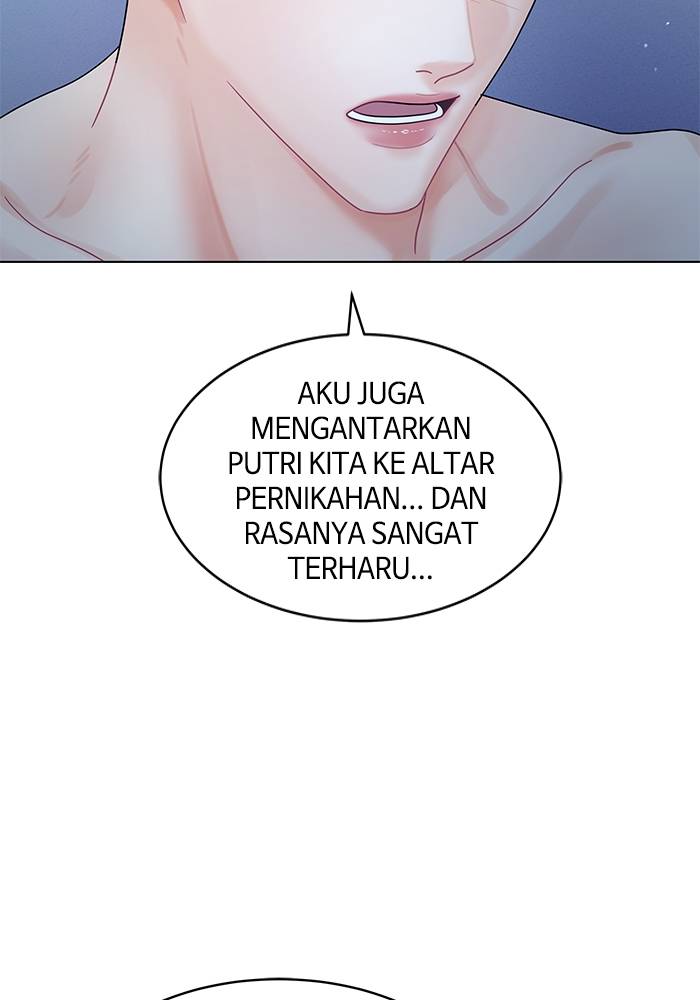 AKU JUGA
MENGANTARKAN
PUTRI KITA KE ALTAR
PERNIKAHAN... DAN
RASANYA SANGAT
TERHARU...